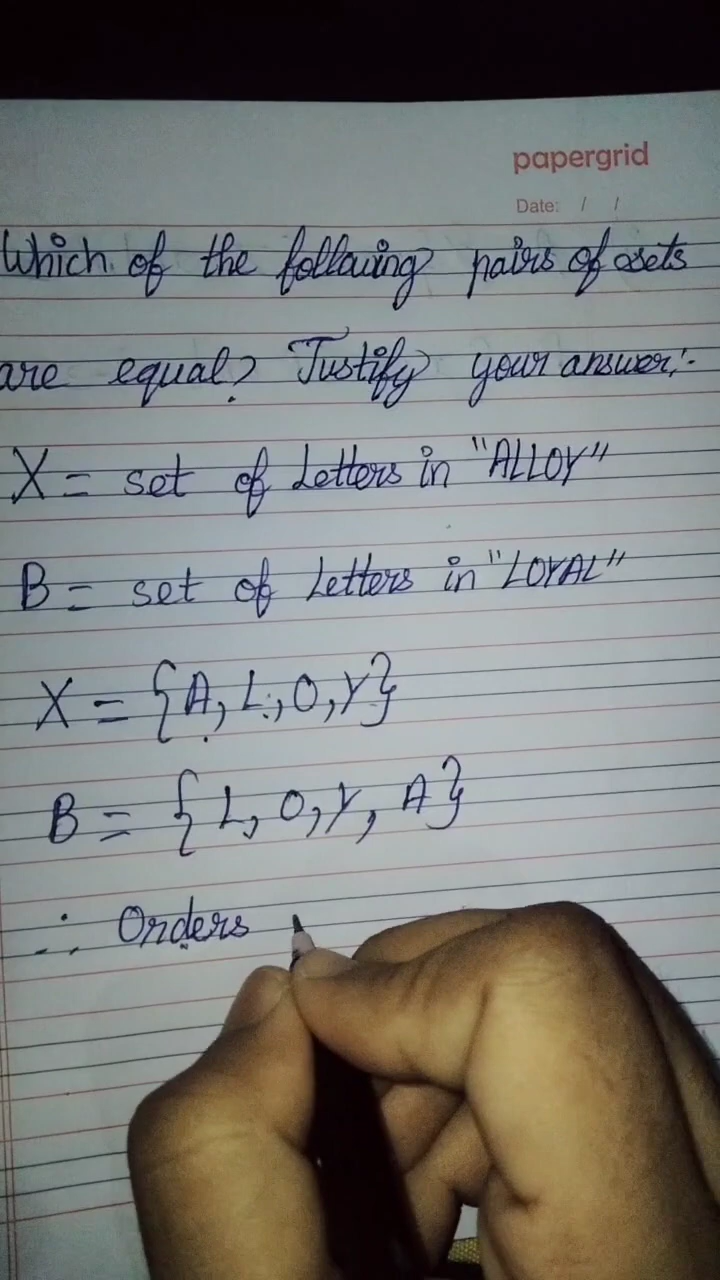 papergrid
Date: / /
Which of the following pairs of sets
are equal? Justify your answer:-
X = set of Letters in "ALLOY"
B = set of Letters in "LOYAL"
X = {A, L, O, Y}
B = {L, O, Y, A}
∴ Orders